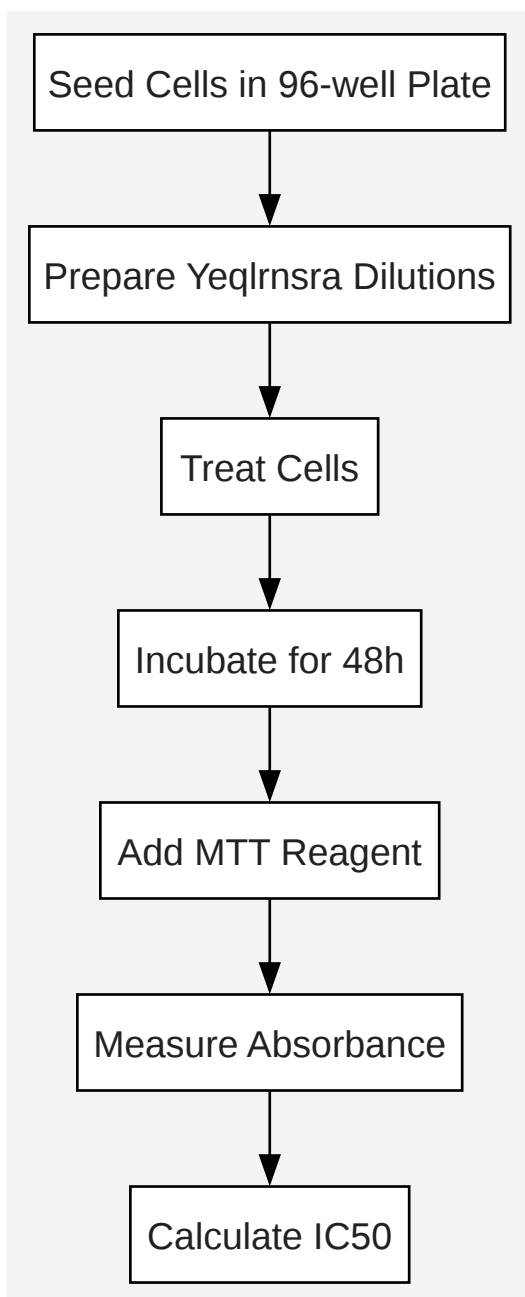 Seed Cells in 96-well Plate
Prepare Yeqlrnsra Dilutions
Treat Cells
Incubate for 48h
Add MTT Reagent
Measure Absorbance
Calculate IC50